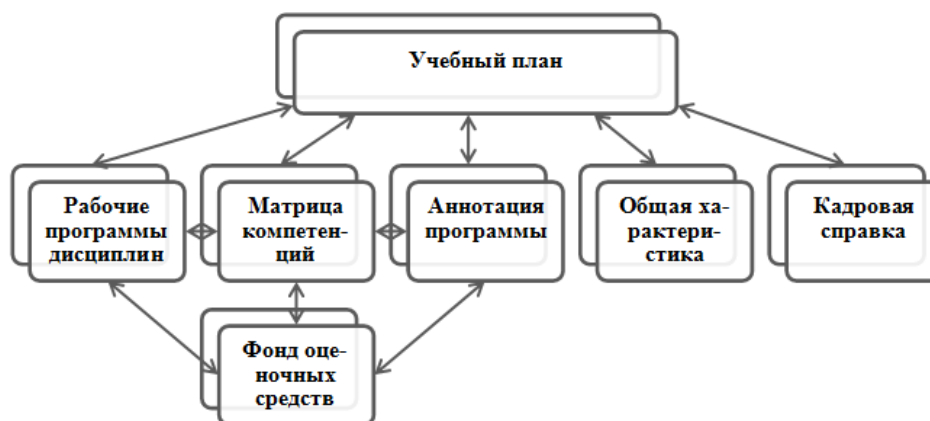 Учебный план
Рабочие
программы
дисциплин
Матрица
компетен-
ций
Аннотация
программы
Общая ха-
рактери-
стика
Кадровая
справка
Фонд оце-
ночных
средств